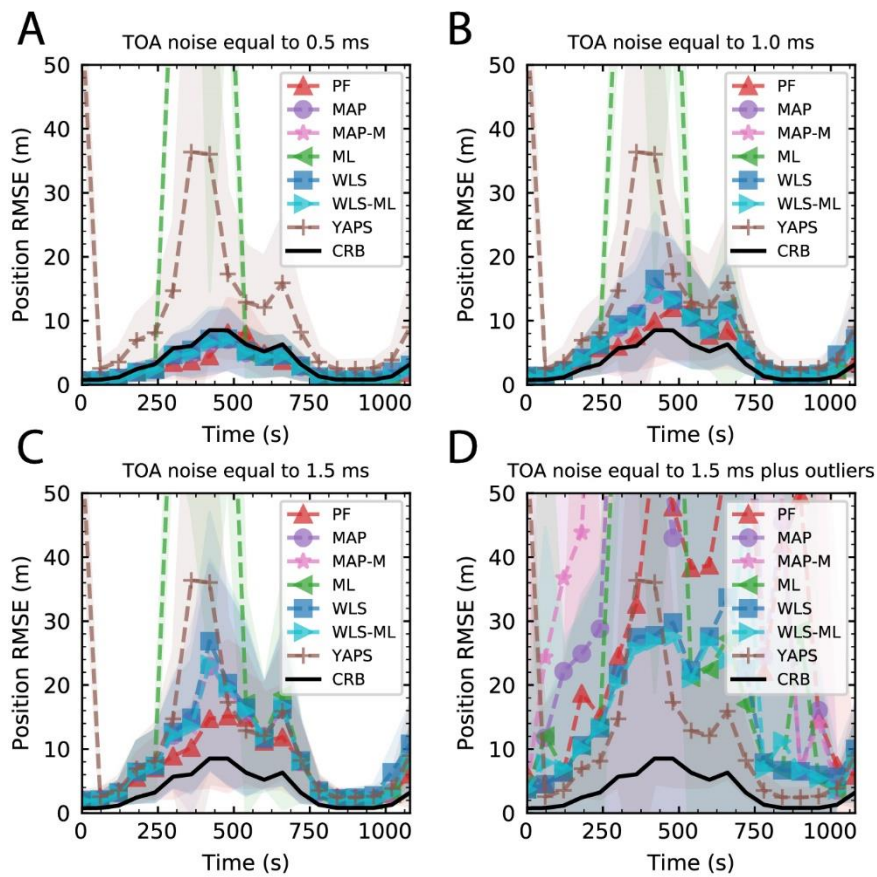 A
TOA noise equal to 0.5 ms
50
40
30
20
10
0
Position RMSE (m)
PF
MAP
MAP-M
ML
WLS
WLS-ML
YAPS
CRB
0 250 500 750 1000
Time (s)
B
TOA noise equal to 1.0 ms
50
40
30
20
10
0
Position RMSE (m)
PF
MAP
MAP-M
ML
WLS
WLS-ML
YAPS
CRB
0 250 500 750 1000
Time (s)
C
TOA noise equal to 1.5 ms
50
40
30
20
10
0
Position RMSE (m)
PF
MAP
MAP-M
ML
WLS
WLS-ML
YAPS
CRB
0 250 500 750 1000
Time (s)
D
TOA noise equal to 1.5 ms plus outliers
50
40
30
20
10
0
Position RMSE (m)
PF
MAP
MAP-M
ML
WLS
WLS-ML
YAPS
CRB
0 250 500 750 1000
Time (s)